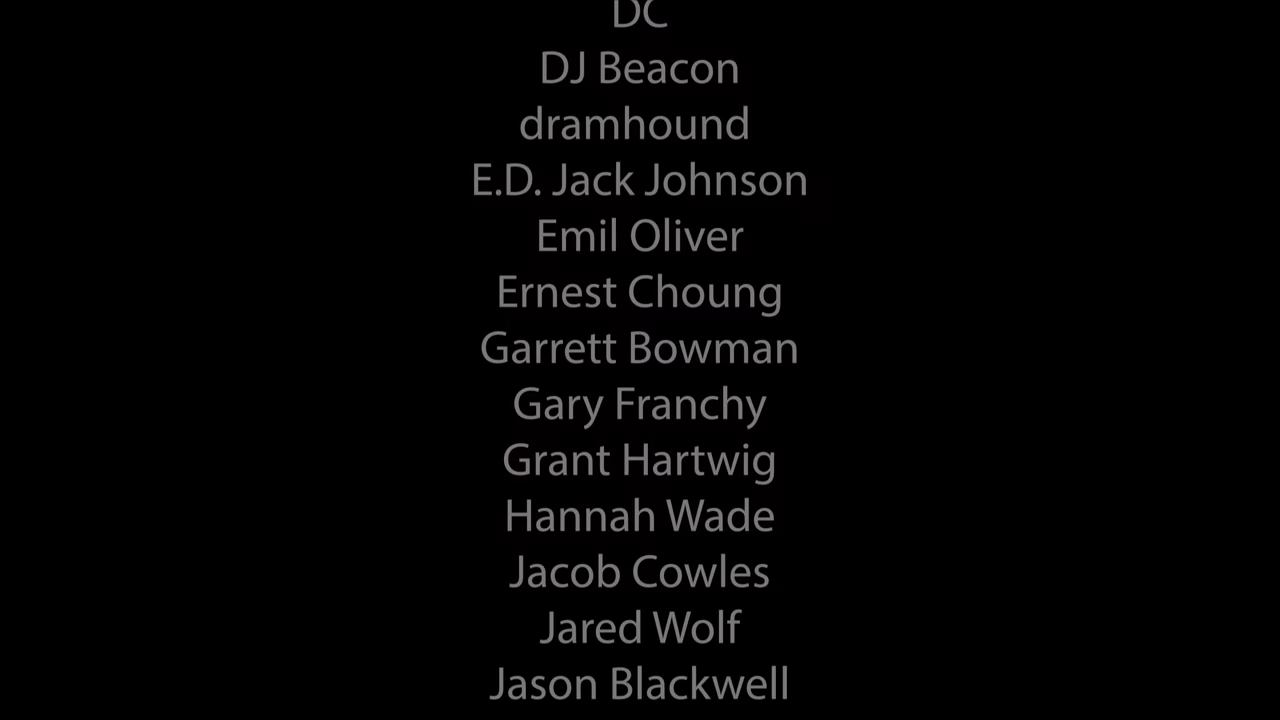 DC
DJ Beacon
dramhound
E.D. Jack Johnson
Emil Oliver
Ernest Choung
Garrett Bowman
Gary Franchy
Grant Hartwig
Hannah Wade
Jacob Cowles
Jared Wolf
Jason Blackwell